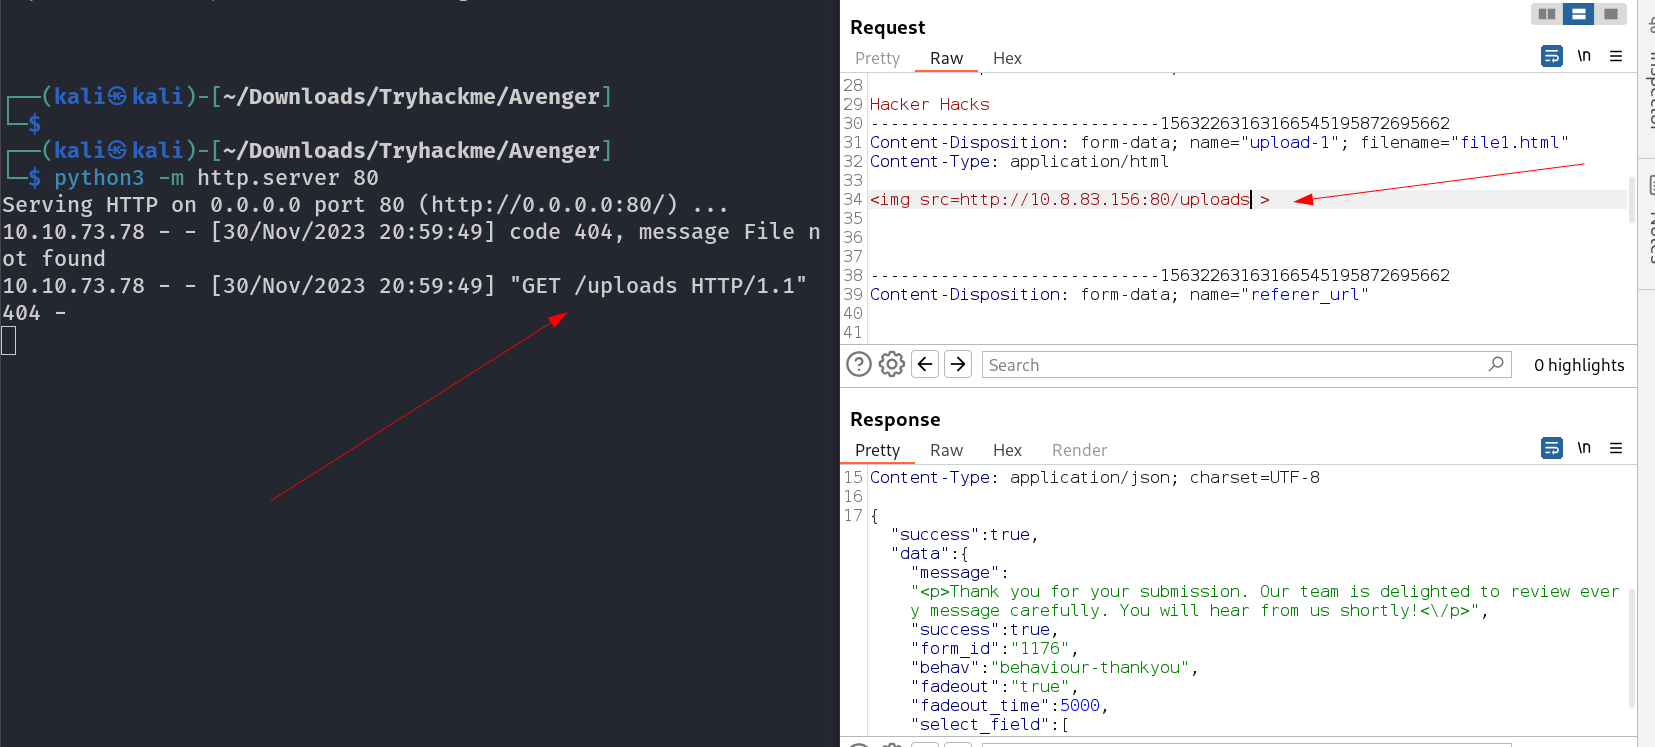 ┌──(kali㉿kali)-[~/Downloads/Tryhackme/Avenger]
└─$
┌──(kali㉿kali)-[~/Downloads/Tryhackme/Avenger]
└─$ python3 -m http.server 80
Serving HTTP on 0.0.0.0 port 80 (http://0.0.0.0:80/) ...
10.10.73.78 - - [30/Nov/2023 20:59:49] code 404, message File n
ot found
10.10.73.78 - - [30/Nov/2023 20:59:49] "GET /uploads HTTP/1.1"
404 -
Request
Pretty Raw Hex
\n
28
29 Hacker Hacks
30 -----------------------------156322631631666545195872695662
31 Content-Disposition: form-data; name="upload-1"; filename="file1.html"
32 Content-Type: application/html
33
34 <img src=http://10.8.83.156:80/uploads >
35
36
37
38 -----------------------------156322631631666545195872695662
39 Content-Disposition: form-data; name="referer_url"
40
41
Search
0 highlights
Response
Pretty Raw Hex Render
\n
15 Content-Type: application/json; charset=UTF-8
16
17 {
"success":true,
"data":{
"message":
"<p>Thank you for your submission. Our team is delighted to review ever
y message carefully. You will hear from us shortly!<\/p>",
"success":true,
"form_id":"1176",
"behav":"behaviour-thankyou",
"fadeout":"true",
"fadeout_time":5000,
"select_field":[
Inspector
Notes